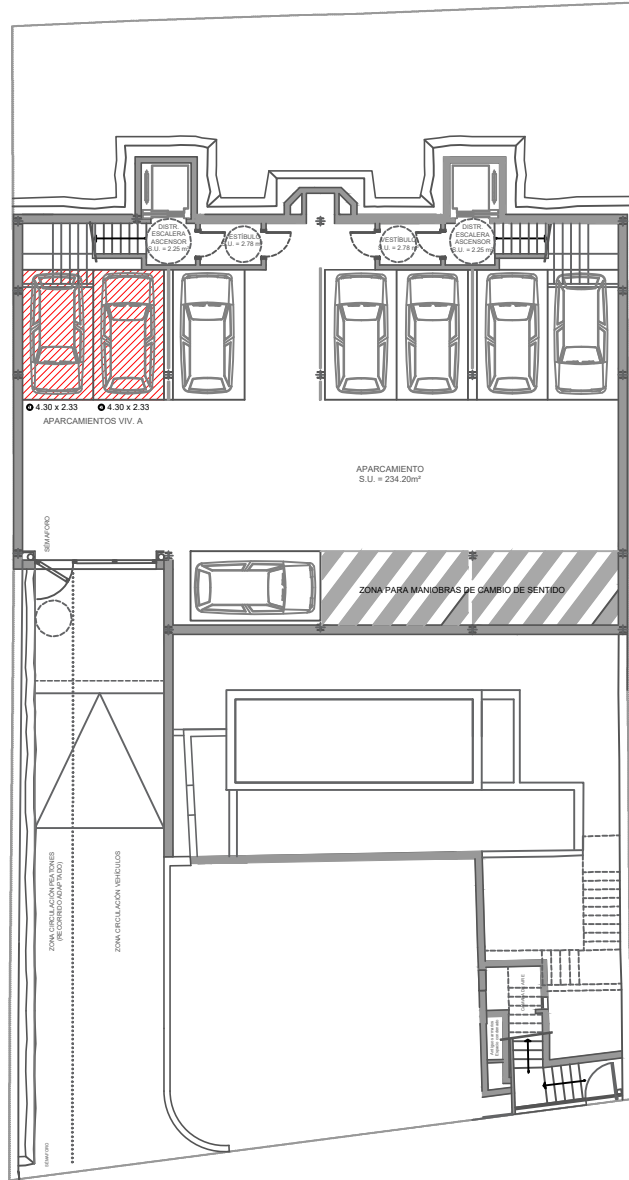 DISTR.
ESCALERA
ASCENSOR
S.U. = 2.25 m²
VESTÍBULO
S.U. = 2.78 m²
VESTÍBULO
S.U. = 2.78 m²
DISTR.
ESCALERA
ASCENSOR
S.U. = 2.25 m²
4.30 x 2.33
4.30 x 2.33
APARCAMIENTOS VIV. A
APARCAMIENTO
S.U. = 234.20m²
SEMÁFORO
ZONA PARA MANIOBRAS DE CAMBIO DE SENTIDO
ZONA CIRCULACIÓN PEATONES
(RECORRIDO ADAPTADO)
ZONA CIRCULACIÓN VEHÍCULOS
SEMÁFORO